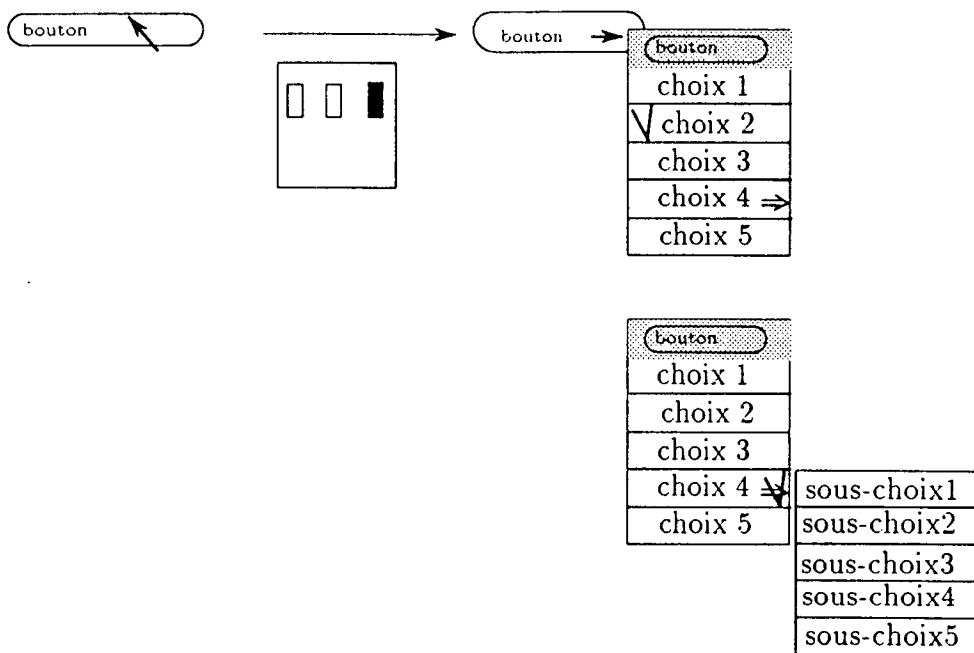 bouton
bouton
bouton
choix 1
choix 2
choix 3
choix 4 ⇒
choix 5
bouton
choix 1
choix 2
choix 3
choix 4 ⇒
choix 5
sous-choix1
sous-choix2
sous-choix3
sous-choix4
sous-choix5